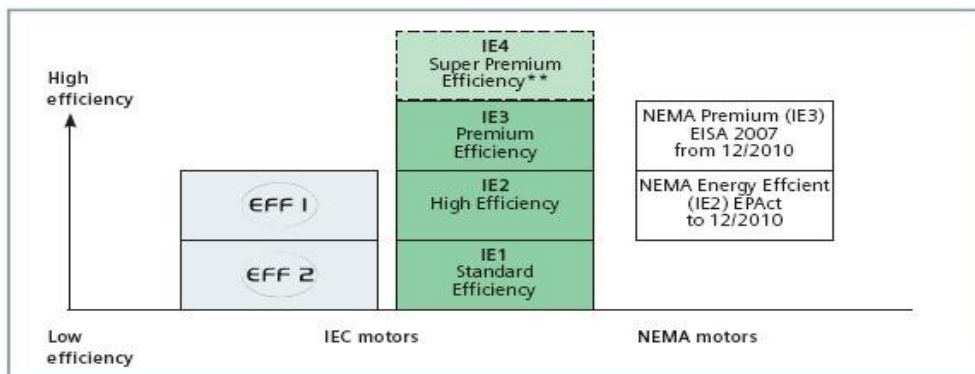 High
efficiency
Low
efficiency
EFF 1
EFF 2
IE4
Super Premium
Efficiency**
IE3
Premium
Efficiency
IE2
High Efficiency
IE1
Standard
Efficiency
IEC motors
NEMA Premium (IE3)
EISA 2007
from 12/2010
NEMA Energy Effcient
(IE2) EPAct
to 12/2010
NEMA motors